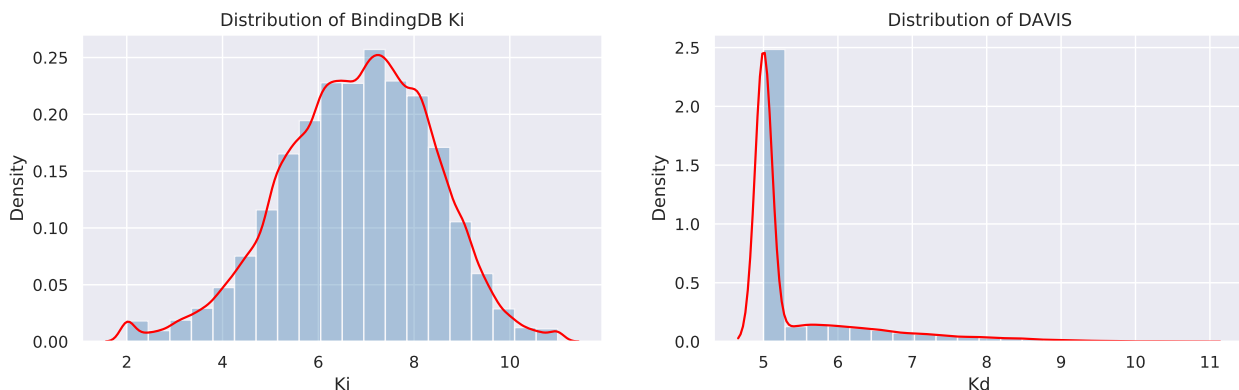 Distribution of BindingDB Ki
Density
0.25
0.20
0.15
0.10
0.05
0.00
2 4 6 8 10
Ki
Distribution of DAVIS
Density
2.5
2.0
1.5
1.0
0.5
0.0
5 6 7 8 9 10 11
Kd